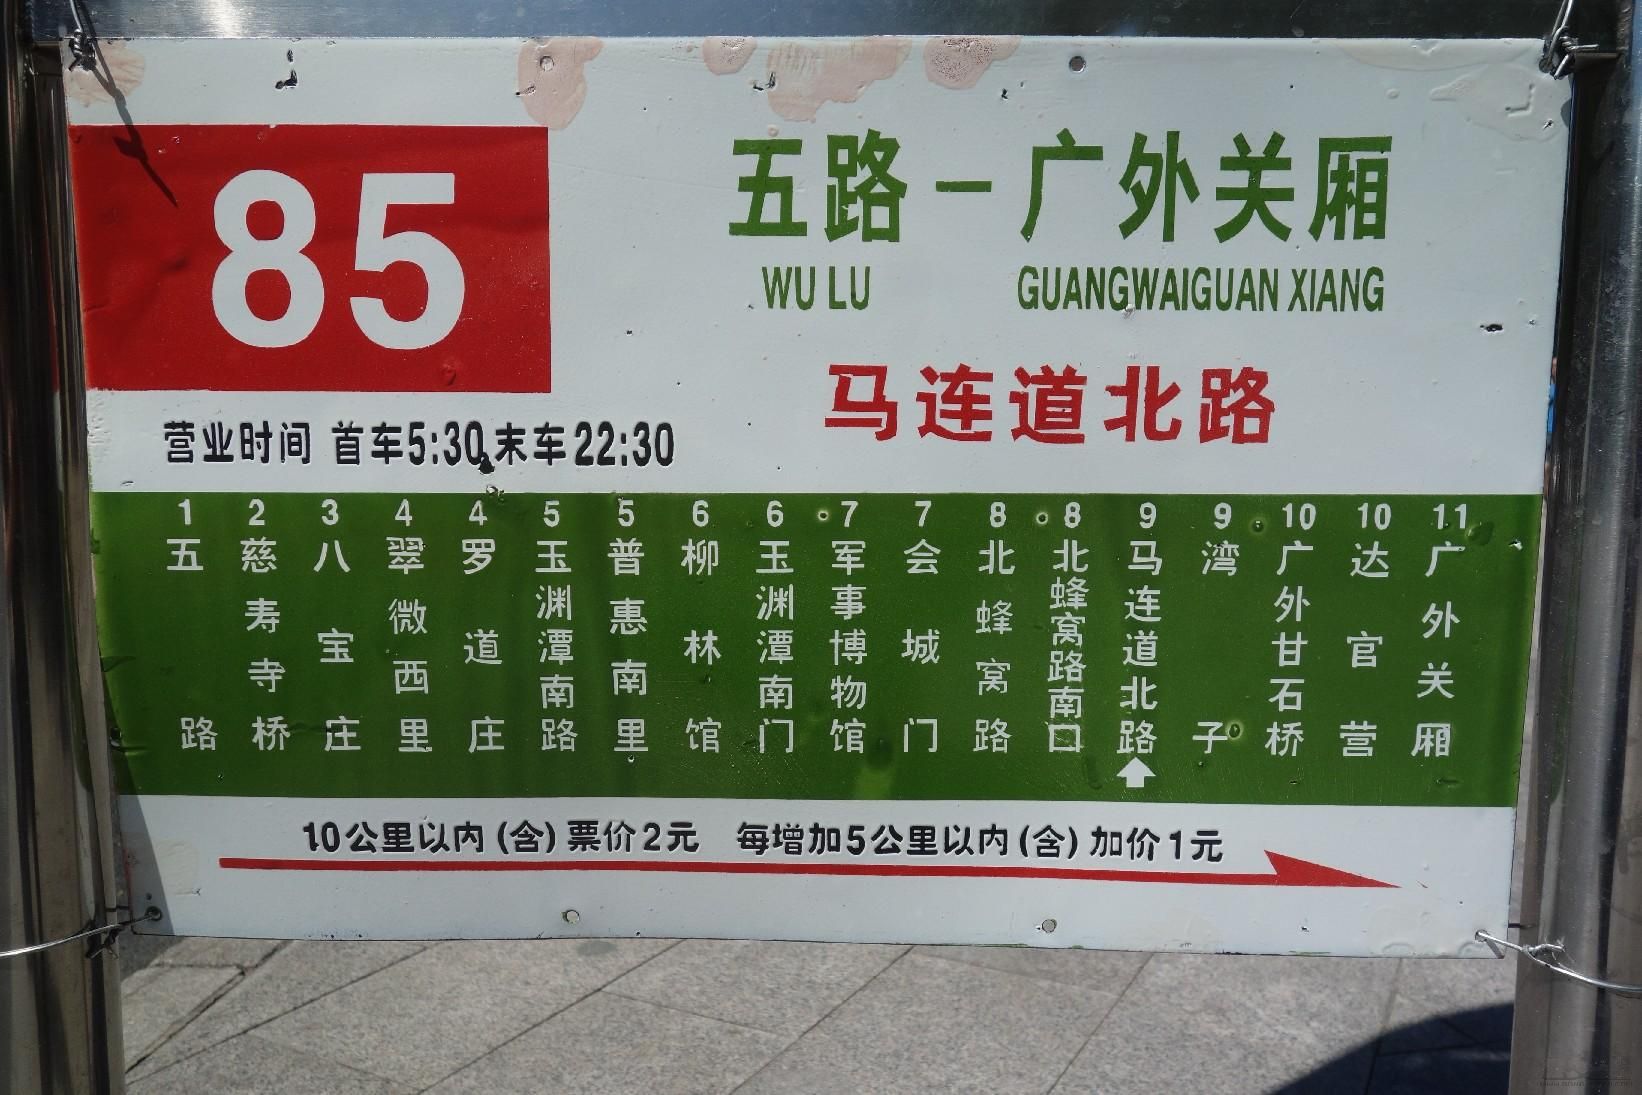 85
五路－广外关厢
WU LU GUANGWAIGUAN XIANG
马连道北路
营业时间 首车5:30 末车22:30
1 五路
2 慈寿寺桥
3 八宝庄
4 翠微西里
4 罗道庄
5 玉渊潭南路
5 普惠南里
6 柳林馆
6 玉渊潭南门
7 军事博物馆
7 会城门
8 北蜂窝路
8 北蜂窝路南口
9 马连道北路
9 湾子
10 广外甘石桥
10 达官营
11 广外关厢
10公里以内(含)票价2元 每增加5公里以内(含)加价1元